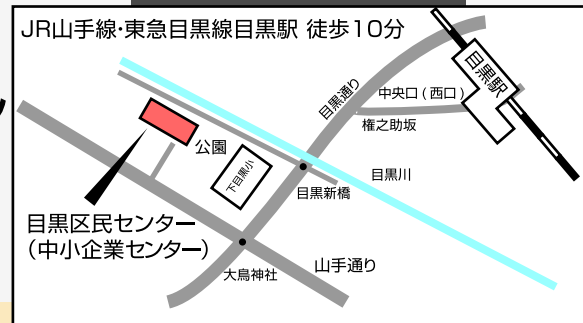 JR山手線・東急目黒線目黒駅 徒歩10分
目黒駅
目黒通り
中央口(西口)
権之助坂
公園
下目黒小
目黒川
目黒新橋
目黒区民センター
(中小企業センター)
山手通り
大鳥神社